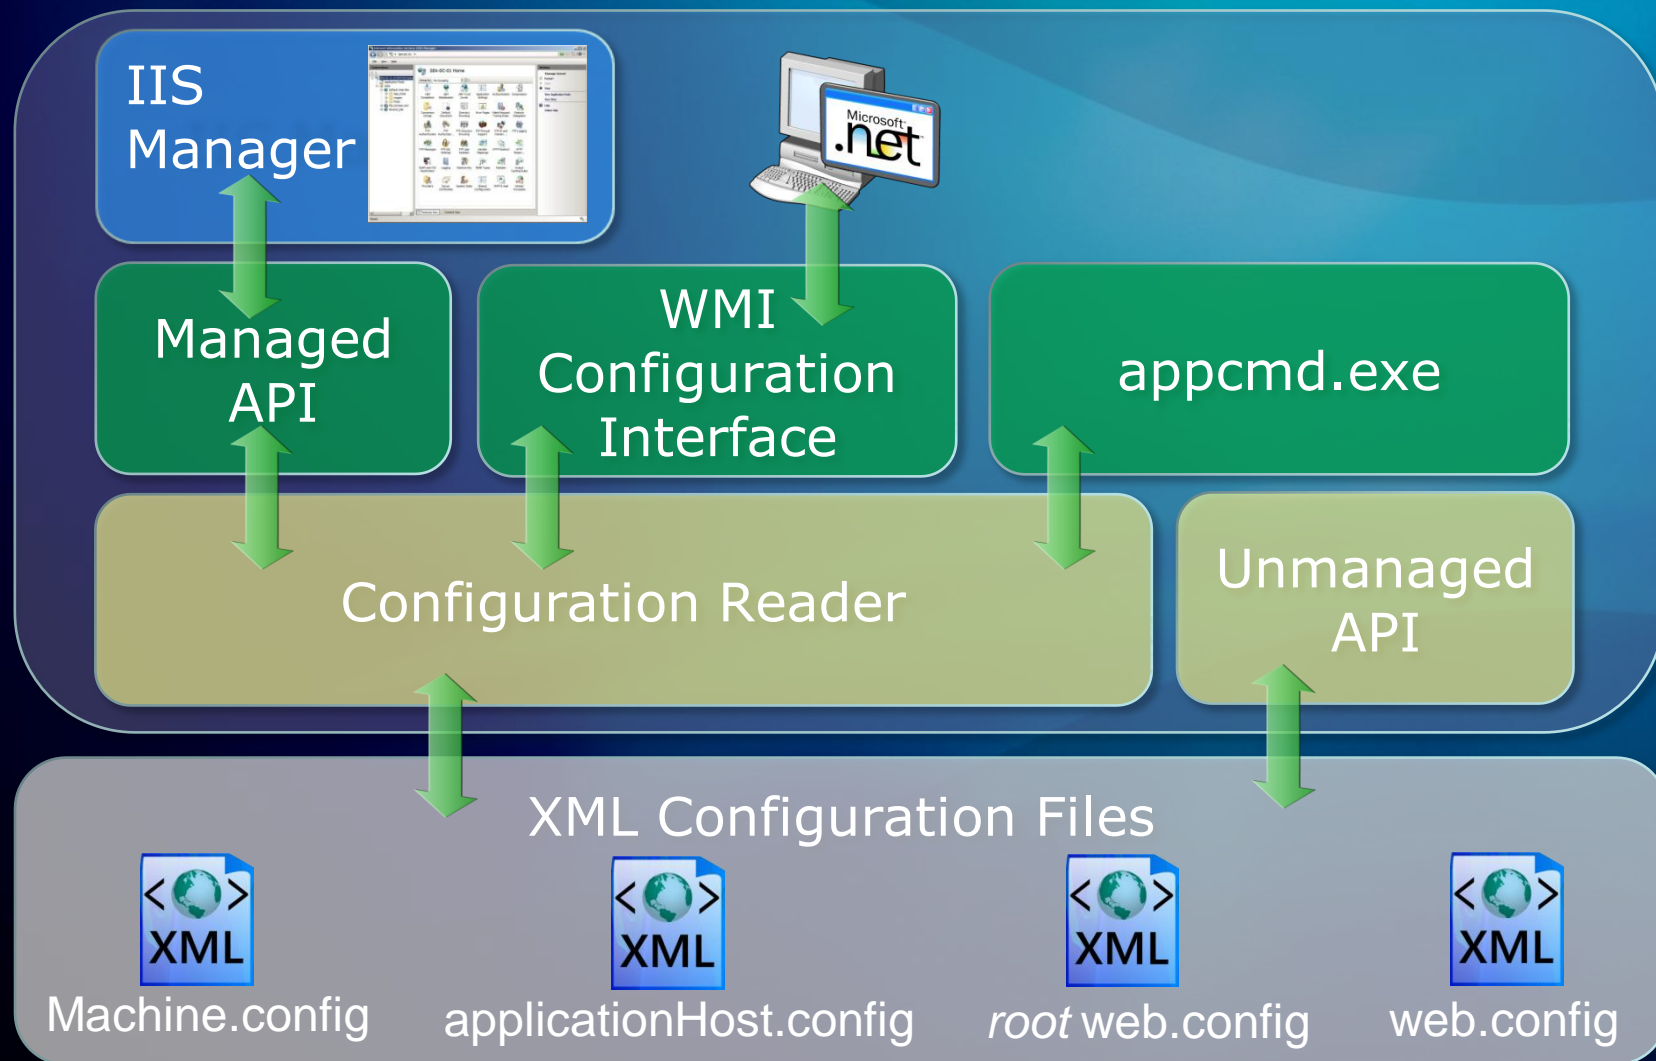 IIS
Manager
Microsoft
.net
Managed
API
WMI
Configuration
Interface
appcmd.exe
Configuration Reader
Unmanaged
API
XML Configuration Files
<>
XML
<>
XML
<>
XML
<>
XML
Machine.config
applicationHost.config
root web.config
web.config